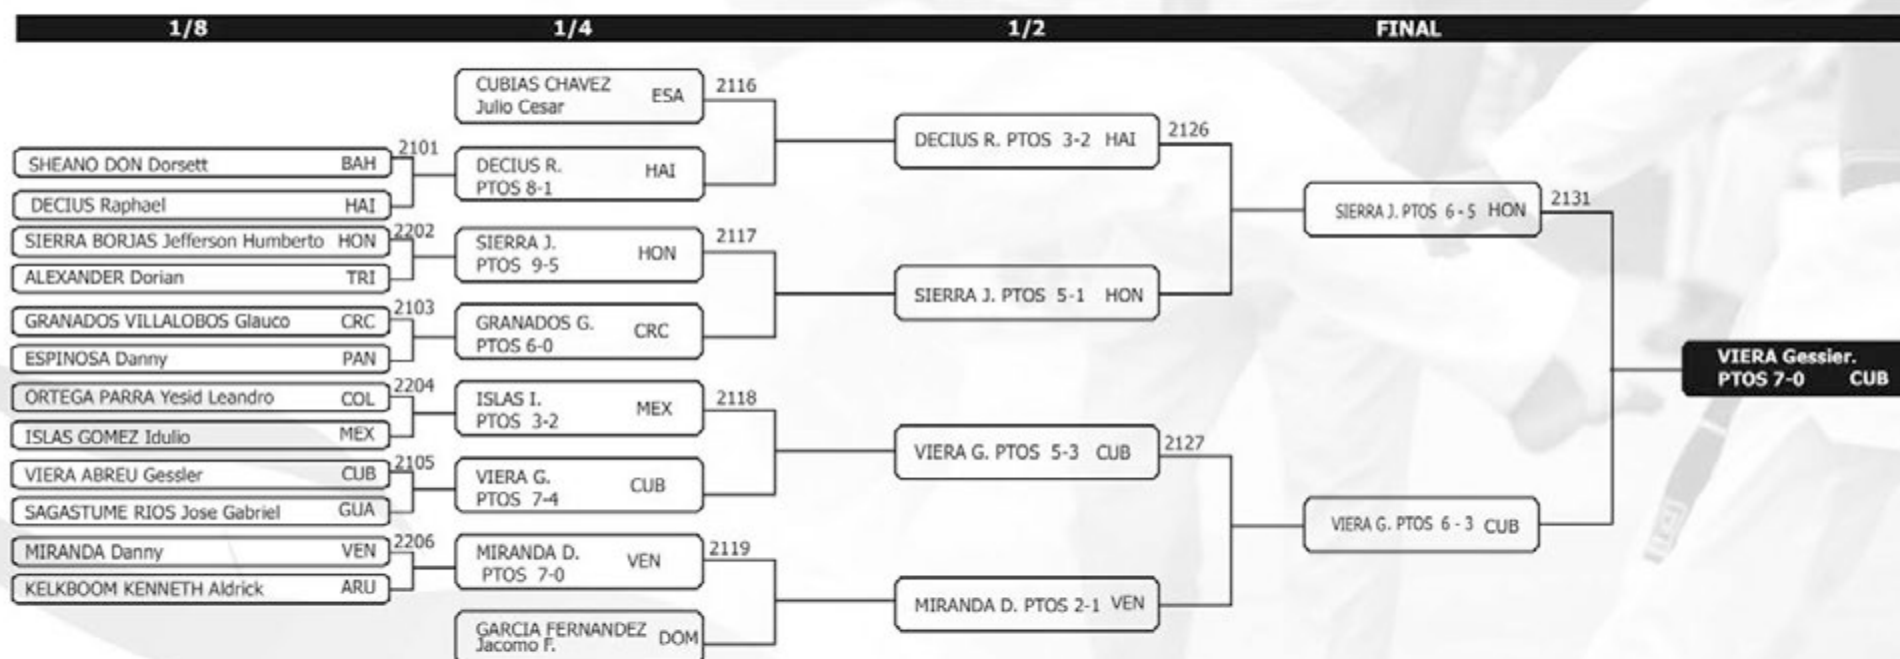 1/8 1/4 1/2 FINAL
CUBIAS CHAVEZ
Julio Cesar ESA
2116
DECIUS R. PTOS 3-2 HAI
2126
SHEANO DON Dorsett BAH
2101
DECIUS Raphael HAI
DECIUS R.
PTOS 8-1 HAI
SIERRA J. PTOS 6 - 5 HON
2131
SIERRA BORJAS Jefferson Humberto HON
2202
ALEXANDER Dorian TRI
SIERRA J.
PTOS 9-5 HON
2117
SIERRA J. PTOS 5-1 HON
GRANADOS VILLALOBOS Glauco CRC
2103
ESPINOSA Danny PAN
GRANADOS G.
PTOS 6-0 CRC
VIERA Gessier.
PTOS 7-0 CUB
ORTEGA PARRA Yesid Leandro COL
2204
ISLAS GOMEZ Idulio MEX
ISLAS I.
PTOS 3-2 MEX
2118
VIERA G. PTOS 5-3 CUB
2127
VIERA ABREU Gessler CUB
2105
SAGASTUME RIOS Jose Gabriel GUA
VIERA G.
PTOS 7-4 CUB
VIERA G. PTOS 6 - 3 CUB
MIRANDA Danny VEN
2206
KELKBOOM KENNETH Aldrick ARU
MIRANDA D.
PTOS 7-0 VEN
2119
MIRANDA D. PTOS 2-1 VEN
GARCIA FERNANDEZ
Jacomo F. DOM